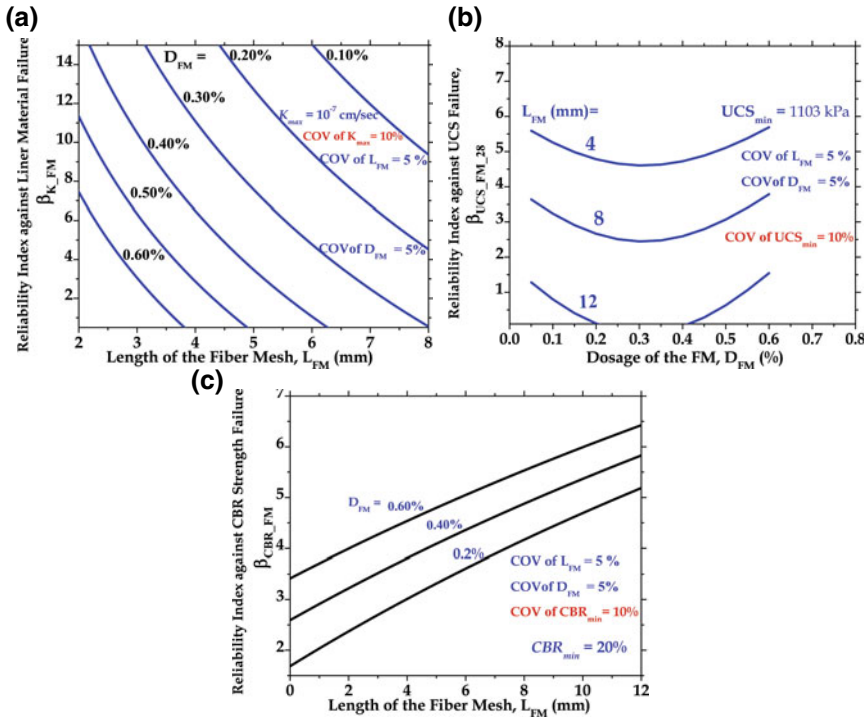 (a)
Reliability Index against Liner Material Failure
β_K_FM
14
12
10
8
6
4
2
D_FM =
0.10%
0.20%
0.30%
0.40%
0.50%
0.60%
K_max = 10⁻⁷ cm/sec
COV of K_max = 10%
COV of L_FM = 5 %
COVof D_FM = 5%
2 3 4 5 6 7 8
Length of the Fiber Mesh, L_FM (mm)
(b)
Reliability Index against UCS Failure,
β_UCS_FM_28
8
7
6
5
4
3
2
1
L_FM (mm)=
UCS_min = 1103 kPa
4
COV of L_FM = 5 %
COVof D_FM = 5%
8
COV of UCS_min = 10%
12
0.0 0.1 0.2 0.3 0.4 0.5 0.6 0.7 0.8
Dosage of the FM, D_FM (%)
(c)
Reliability Index against CBR Strength Failure
β_CBR_FM
7
6
5
4
3
2
D_FM = 0.60%
0.40%
0.2%
COV of L_FM = 5 %
COVof D_FM = 5%
COV of CBR_min = 10%
CBR_min = 20%
0 2 4 6 8 10 12
Length of the Fiber Mesh, L_FM (mm)